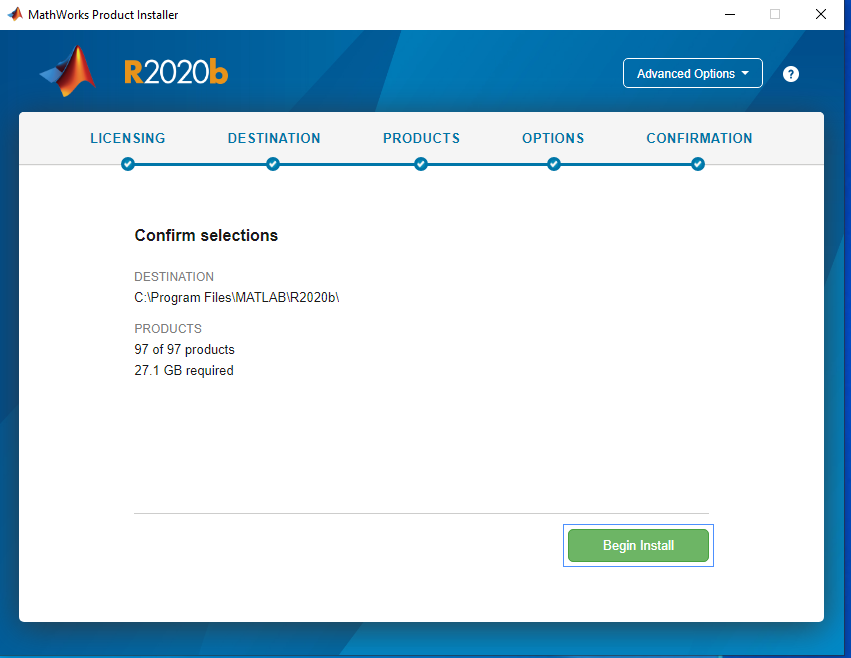 MathWorks Product Installer
R2020b
Advanced Options
?
LICENSING DESTINATION PRODUCTS OPTIONS CONFIRMATION
Confirm selections
DESTINATION
C:\Program Files\MATLAB\R2020b\
PRODUCTS
97 of 97 products
27.1 GB required
Begin Install